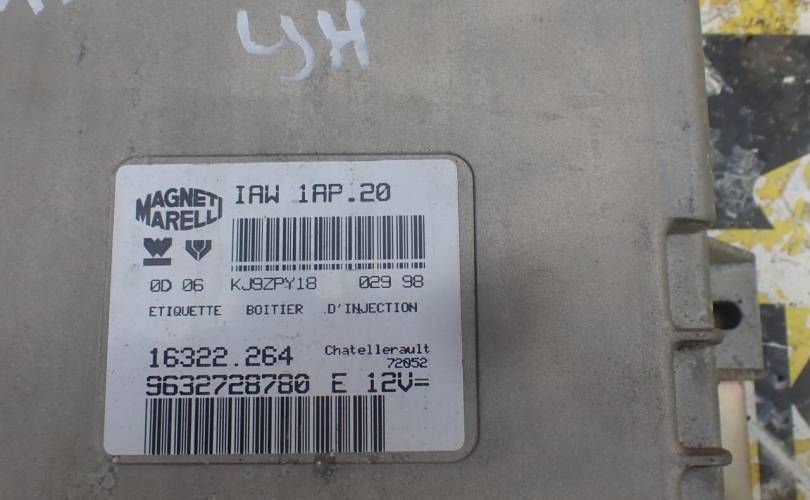 LJH
MAGNETI MARELLI
IAW 1AP.20
0D 06 KJ9ZPY18 029 98
ETIQUETTE BOITIER D'INJECTION
16322.264 Chatellerault
72052
9632728780 E 12V=